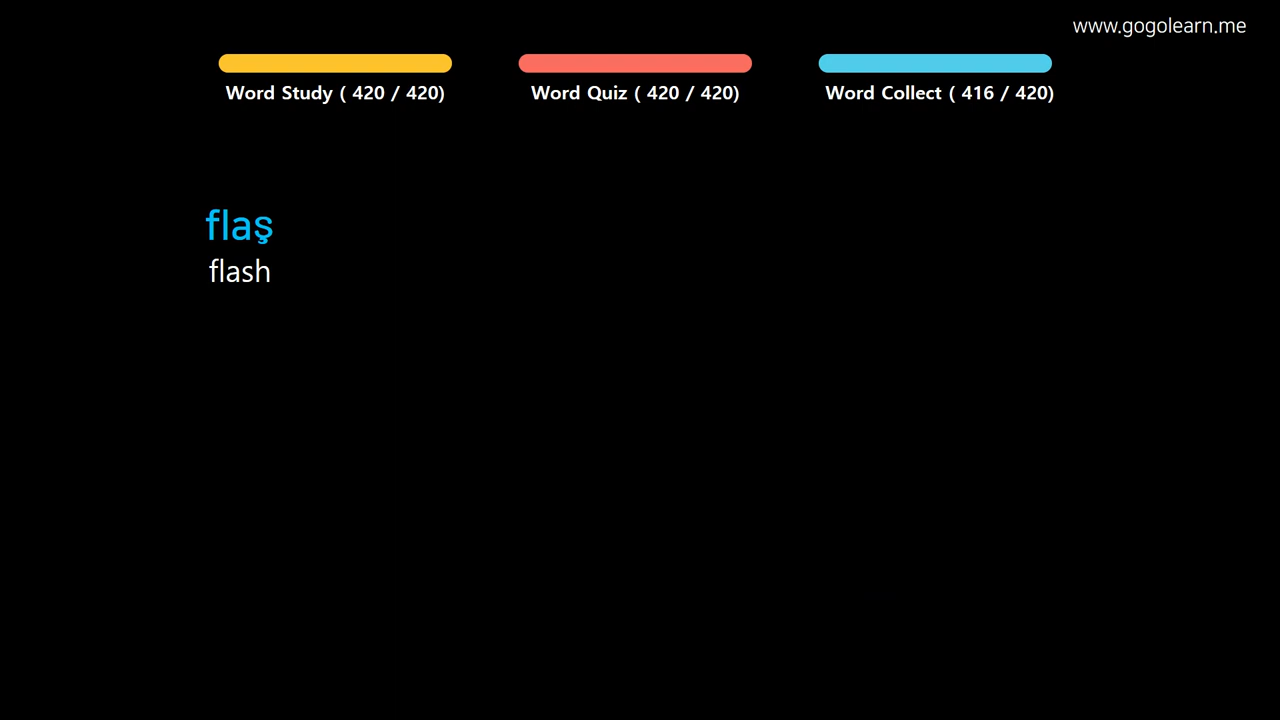 www.gogolearn.me
Word Study ( 420 / 420)
Word Quiz ( 420 / 420)
Word Collect ( 416 / 420)
flaş
flash